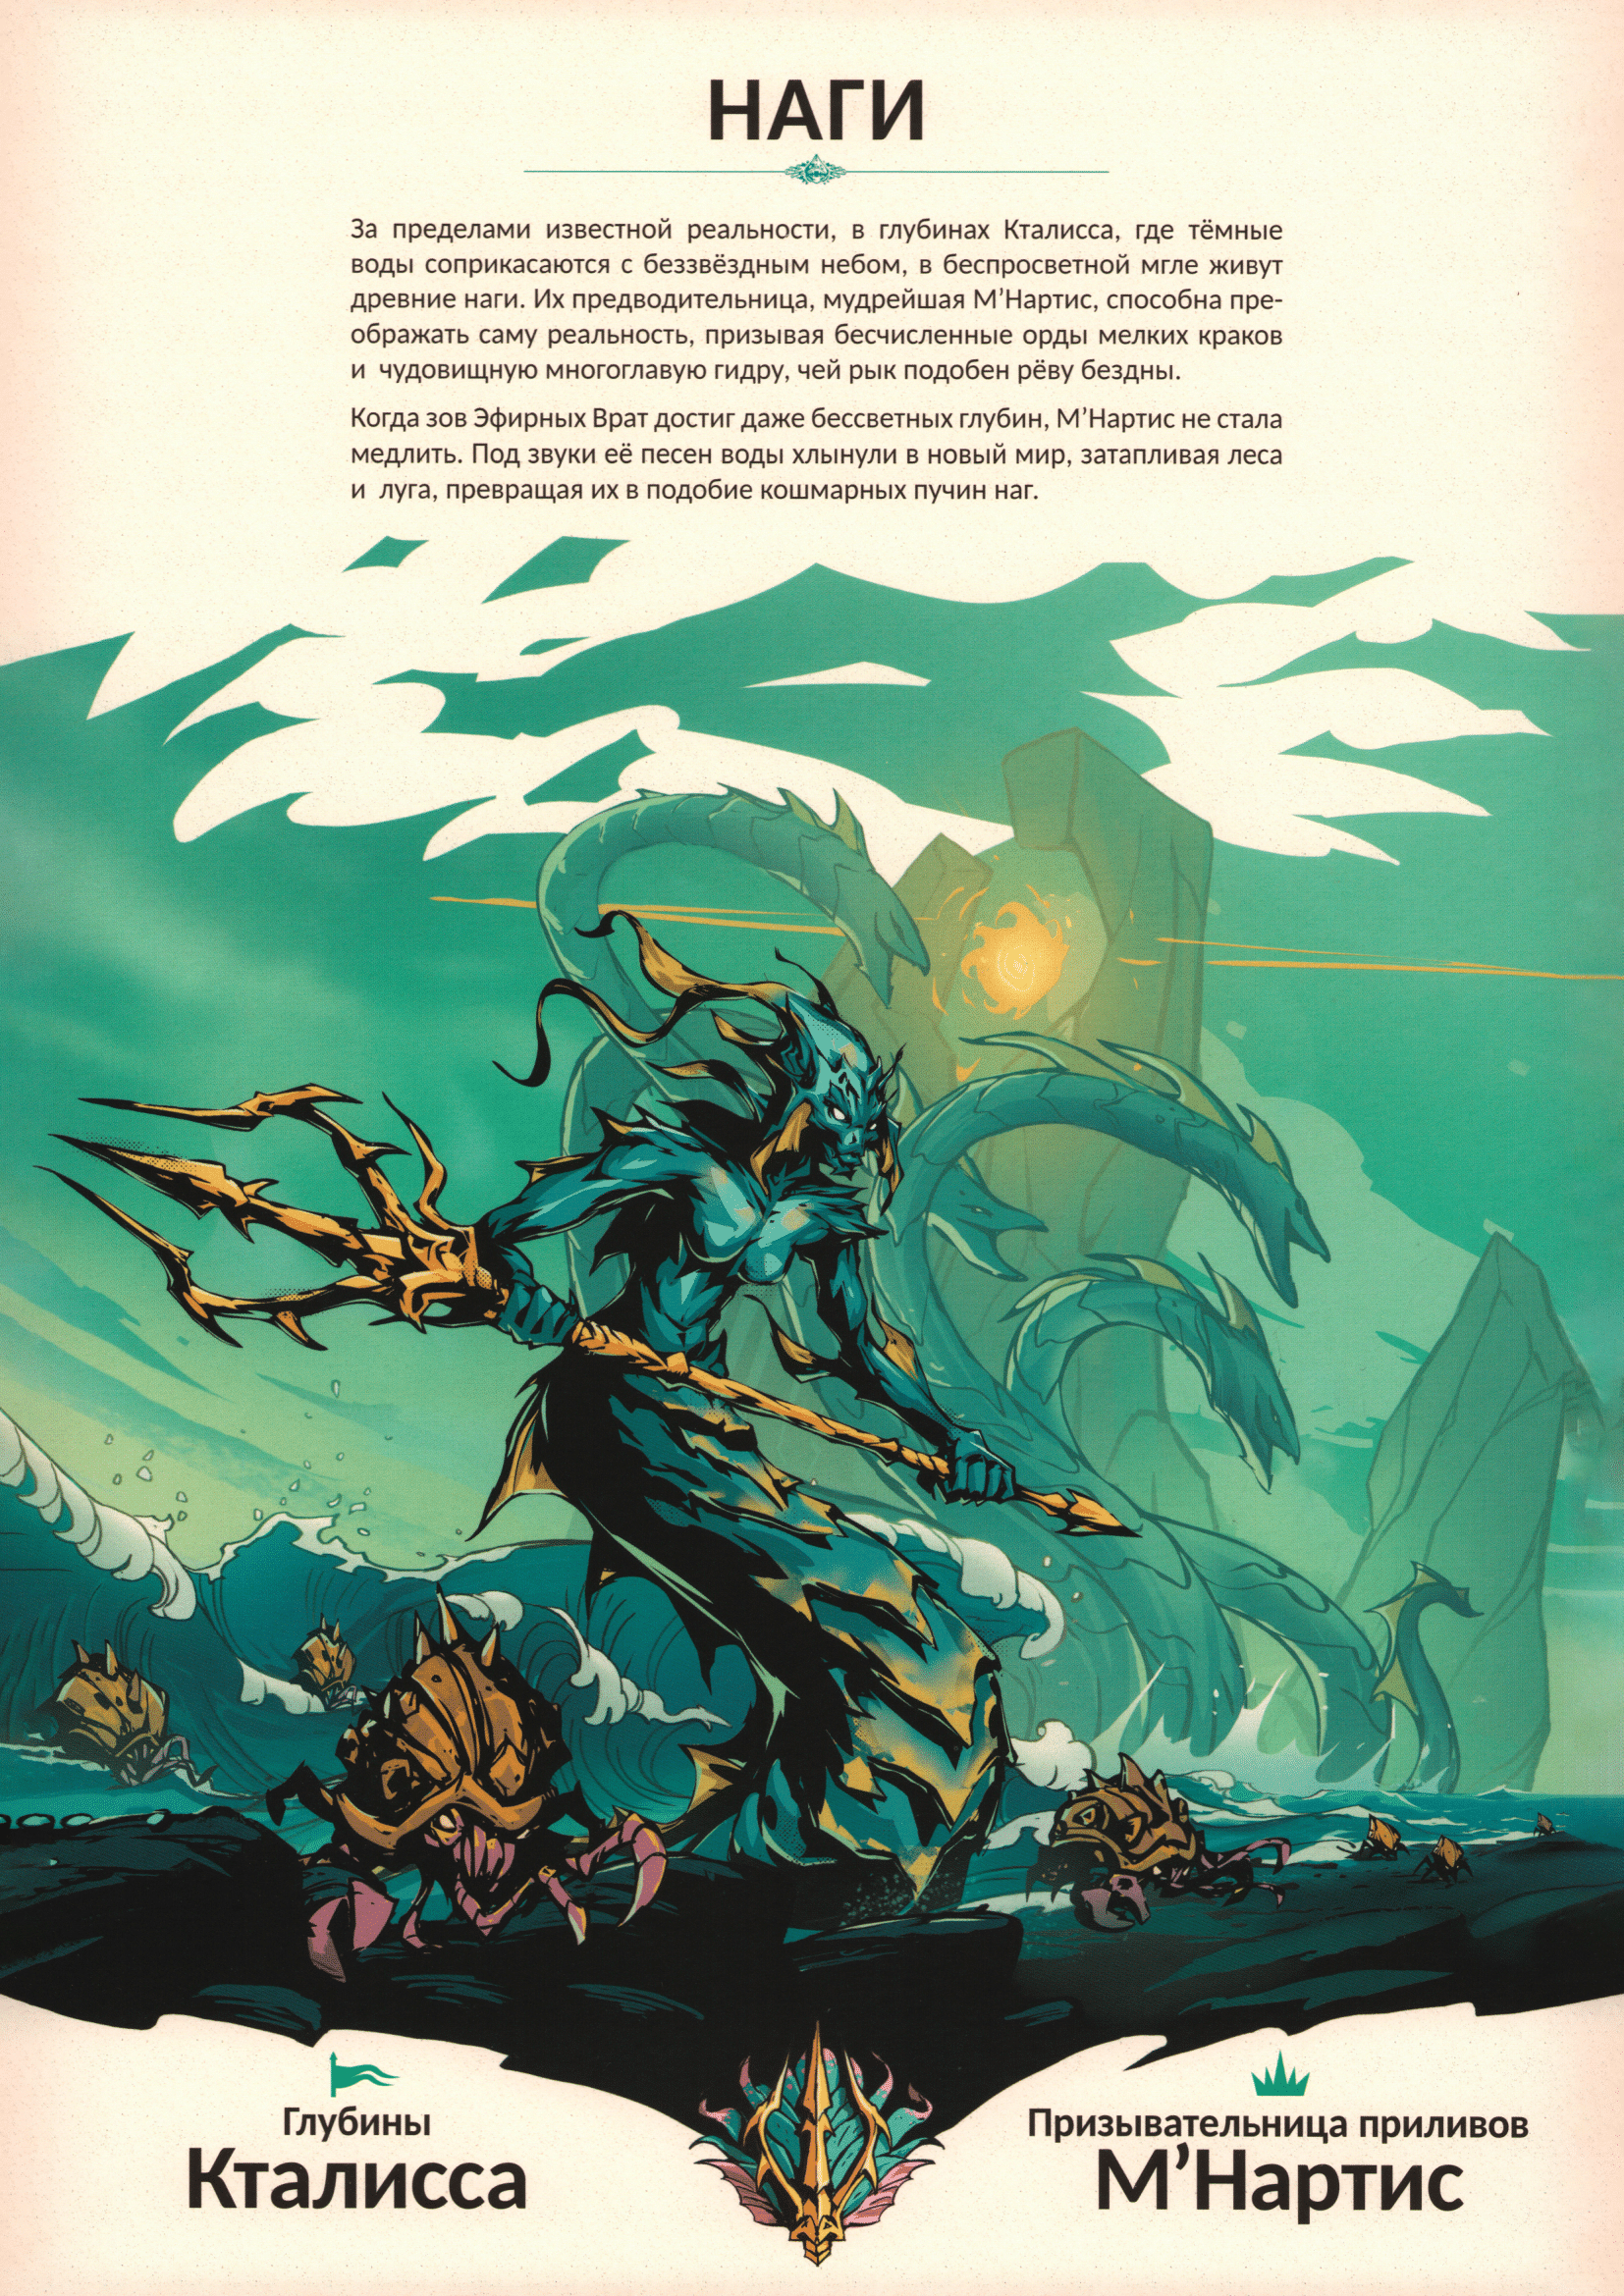 НАГИ
За пределами известной реальности, в глубинах Кталисса, где тёмные
воды соприкасаются с беззвёздным небом, в беспросветной мгле живут
древние наги. Их предводительница, мудрейшая М’Нартис, способна пре-
ображать саму реальность, призывая бесчисленные орды мелких краков
и чудовищную многоглавую гидру, чей рык подобен рёву бездны.
Когда зов Эфирных Врат достиг даже бессветных глубин, М’Нартис не стала
медлить. Под звуки её песен воды хлынули в новый мир, затапливая леса
и луга, превращая их в подобие кошмарных пучин наг.
Глубины
Кталисса
Призывательница приливов
М’Нартис